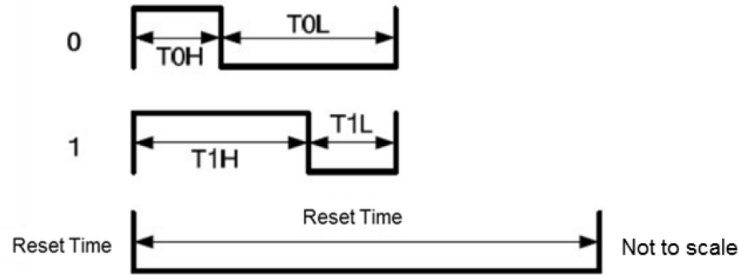 0
T0H
T0L
1
T1H
T1L
Reset Time
Reset Time
Not to scale